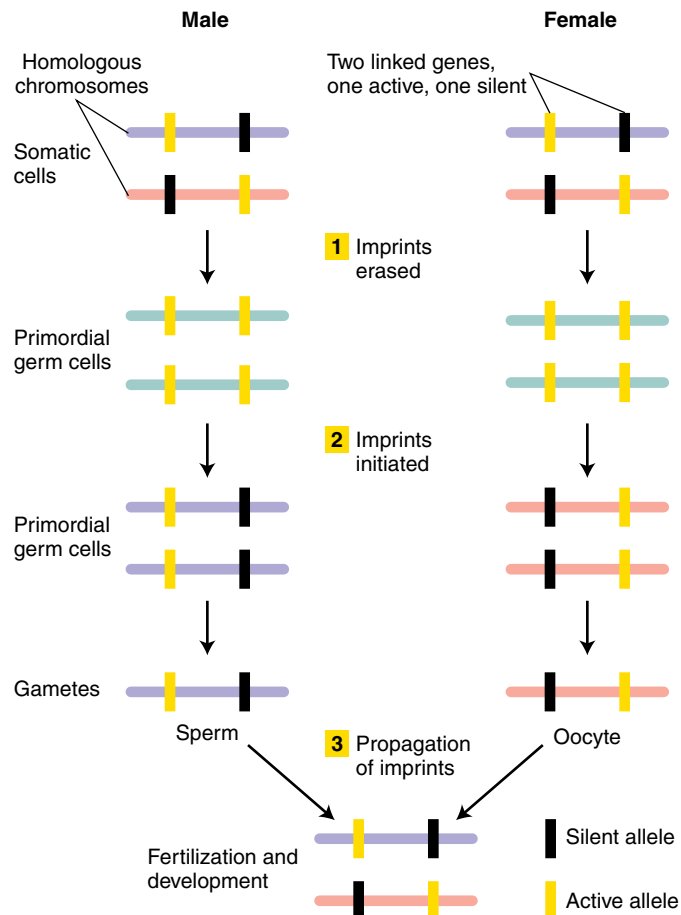 Male
Female
Homologous
chromosomes
Two linked genes,
one active, one silent
Somatic
cells
1 Imprints
erased
Primordial
germ cells
2 Imprints
initiated
Primordial
germ cells
Gametes
Sperm
3 Propagation
of imprints
Oocyte
Fertilization and
development
Silent allele
Active allele